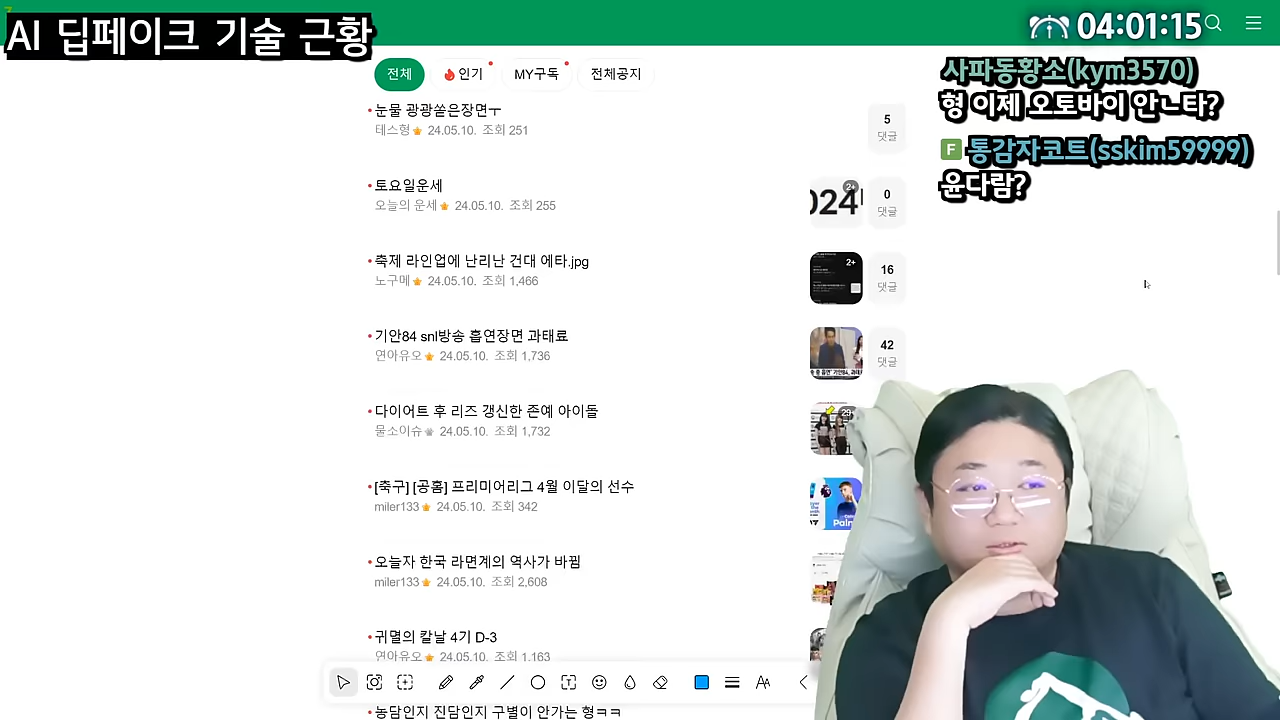 AI 딥페이크 기술 근황
04:01:15
전체 인기 MY구독 전체공지
사파동황소(kym3570)
형 이제 오토바이 안ㄴ타?
F 통감자코트(sskim59999)
윤다람?
눈물 광광쏟은장면ㅜ
테스형 24.05.10. 조회 251
5
댓글
토요일운세
오늘의 운세 24.05.10. 조회 255
024
2+
0
댓글
축제 라인업에 난리난 건대 에타.jpg
노구메 24.05.10. 조회 1,466
2+
16
댓글
기안84 snl방송 흡연장면 과태료
연아유오 24.05.10. 조회 1,736
42
댓글
다이어트 후 리즈 갱신한 존예 아이돌
물소이슈 24.05.10. 조회 1,732
29
[축구] [공홈] 프리미어리그 4월 이달의 선수
miler133 24.05.10. 조회 342
오늘자 한국 라면계의 역사가 바뀜
miler133 24.05.10. 조회 2,608
귀멸의 칼날 4기 D-3
연아유오 24.05.10. 조회 1,163
농담인지 진담인지 구별이 안가는 형ㅋㅋ